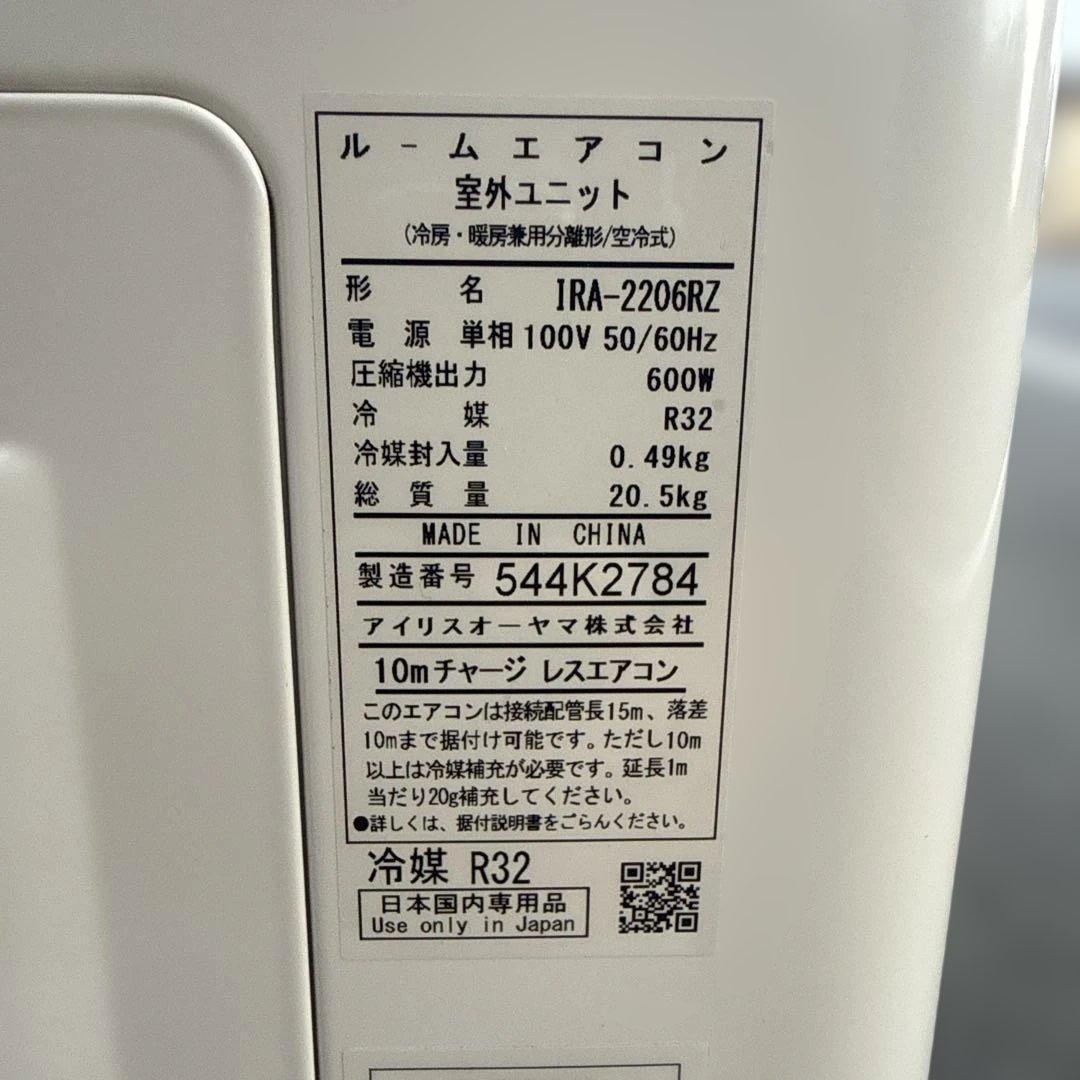 ルームエアコン
室外ユニット
(冷房・暖房兼用分離形/空冷式)
形名 IRA-2206RZ
電源 単相100V 50/60Hz
圧縮機出力 600W
冷媒 R32
冷媒封入量 0.49kg
総質量 20.5kg
MADE IN CHINA
製造番号 544K2784
アイリスオーヤマ株式会社
10mチャージレスエアコン
このエアコンは接続配管長15m、落差
10mまで据付け可能です。ただし10m
以上は冷媒補充が必要です。延長1m
当たり20g補充してください。
●詳しくは、据付説明書をごらんください。
冷媒 R32
日本国内専用品
Use only in Japan